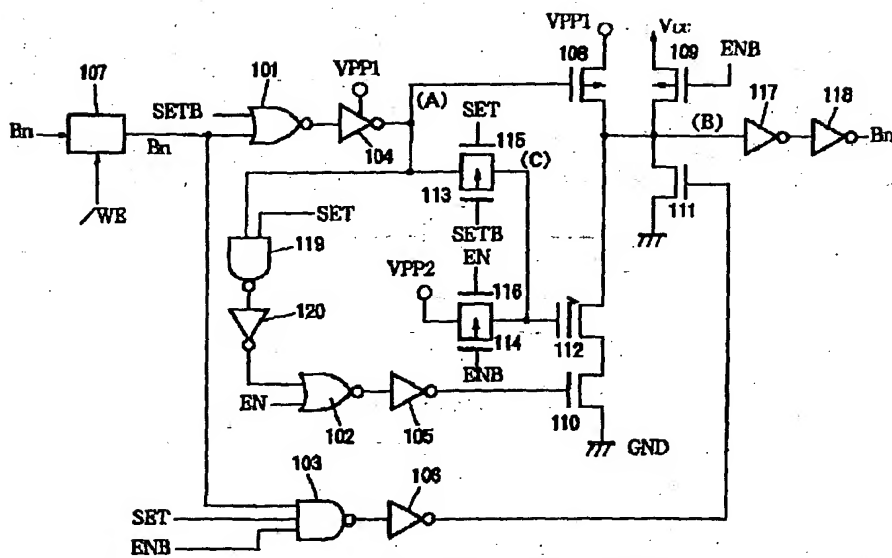 VPP1
Vcc
109
ENB
108
107
101
VPP1
SETB
(A)
SET
115
117
118
Bn
Bn
104
(C)
(B)
Bn
113
111
/WE
SET
SETB
119
EN
VPP2
116
120
114
112
ENB
EN
102
105
110
GND
103
106
SET
ENB